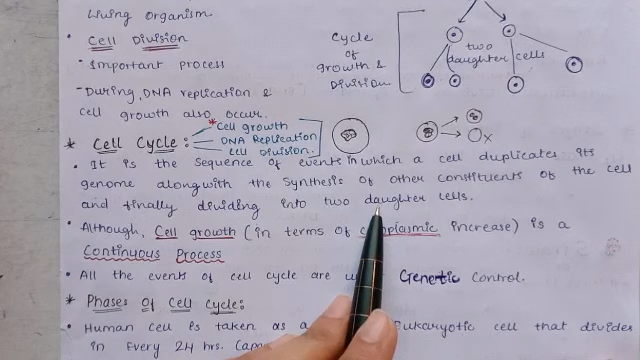 Living Organism
• Cell Division
- Important process
- During, DNA replication &
cell growth also occur.
Cycle
of
growth &
Division
two
daughter cells
* Cell Cycle:
* Cell growth
DNA Replication
Cell Division.
x
• It is the sequence of events in which a cell duplicates its
genome along with the synthesis of other constituents of the cell
and finally dividing into two daughter cells.
• Although, Cell growth (in terms of cytoplasmic increase) is a
Continuous Process
• All the events of cell cycle are Genetic Control.
* Phases Of Cell Cycle:
• Human cell is taken as a Eukaryotic cell that divides
in Every 24 hrs.